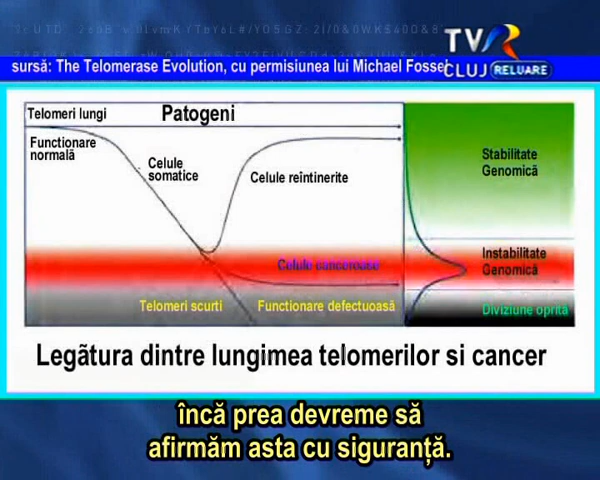 TVR
sursă: The Telomerase Evolution, cu permisiunea lui Michael Fossel
CLUJ RELUARE
Telomeri lungi
Patogeni
Functionare
normală
Celule
somatice
Celule reîntinerite
Stabilitate
Genomică
Celule canceroase
Instabilitate
Genomică
Telomeri scurti
Functionare defectuoasă
Diviziune oprită
Legãtura dintre lungimea telomerilor si cancer
încă prea devreme să
afirmăm asta cu siguranță.